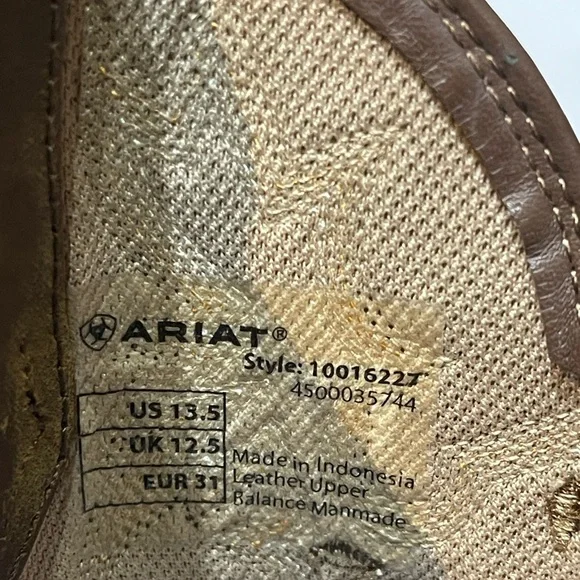 ARIAT®
Style: 10016227
4500035744
US 13.5
UK 12.5
EUR 31
Made in Indonesia
Leather Upper
Balance Manmade